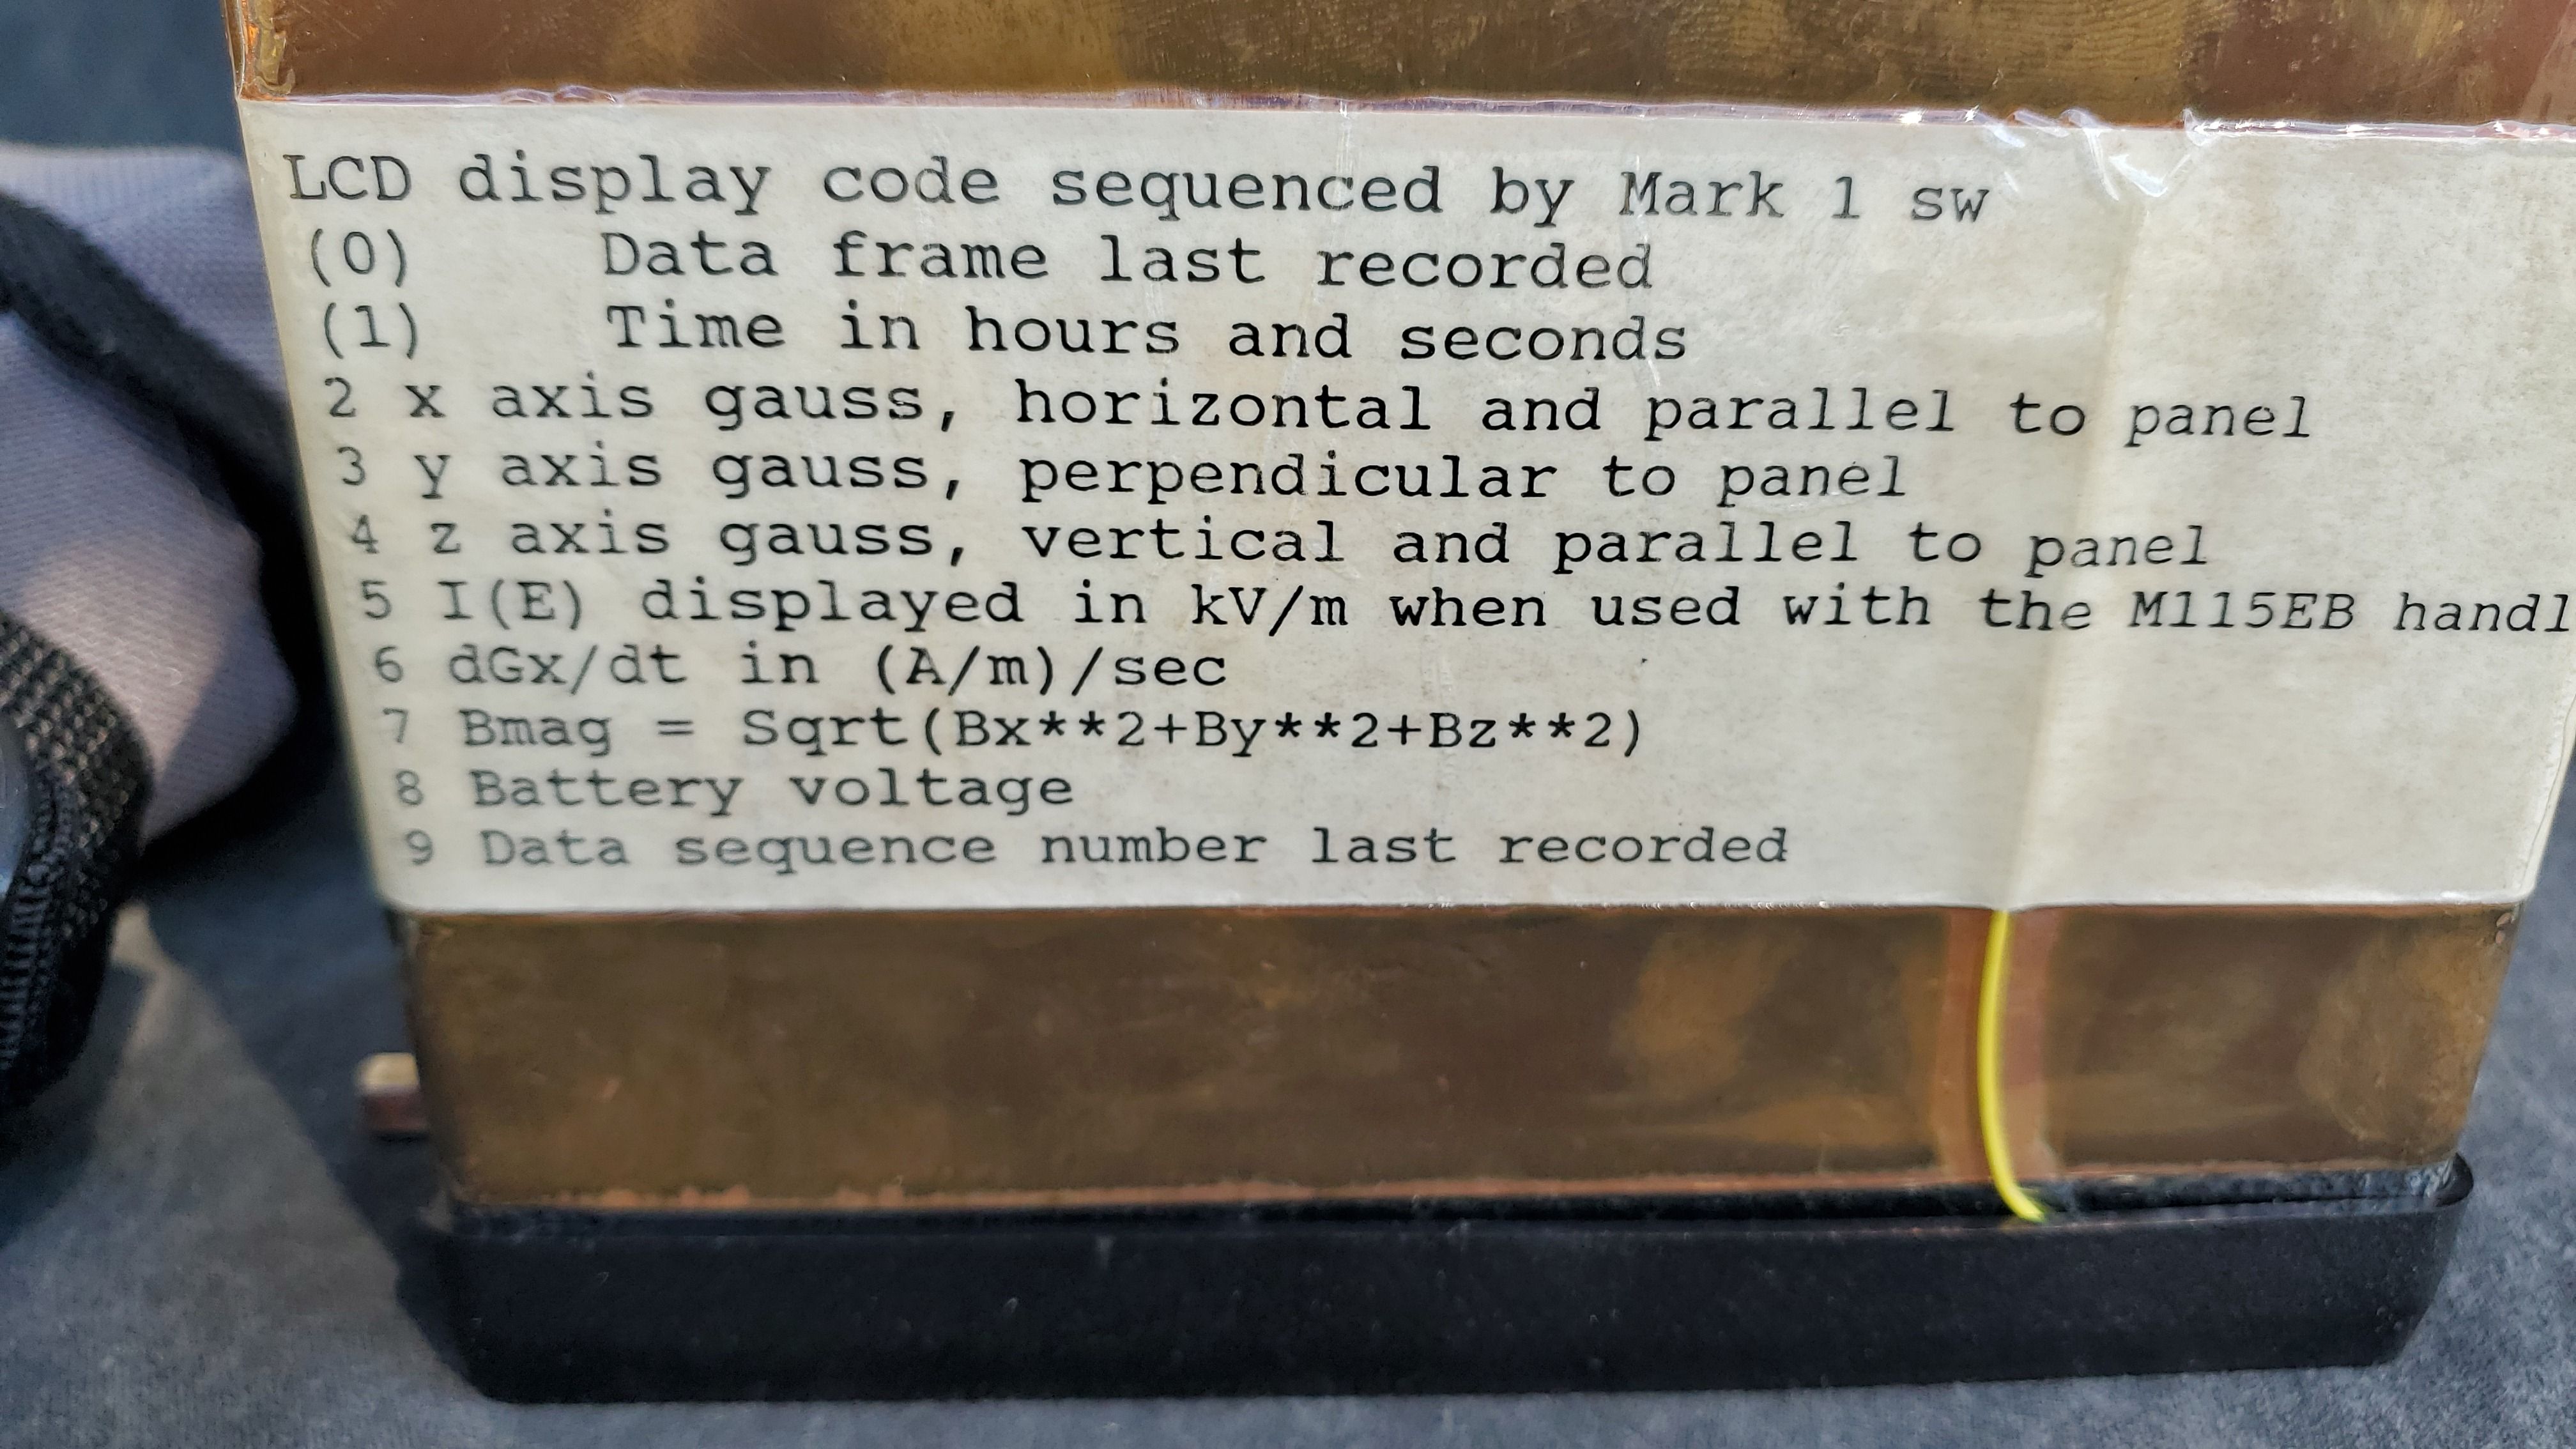 LCD display code sequenced by Mark 1 sw
(0) Data frame last recorded
(1) Time in hours and seconds
2 x axis gauss, horizontal and parallel to panel
3 y axis gauss, perpendicular to panel
4 z axis gauss, vertical and parallel to panel
5 I(E) displayed in kV/m when used with the M115EB handl
6 dGx/dt in (A/m)/sec
7 Bmag = Sqrt(Bx**2+By**2+Bz**2)
8 Battery voltage
9 Data sequence number last recorded